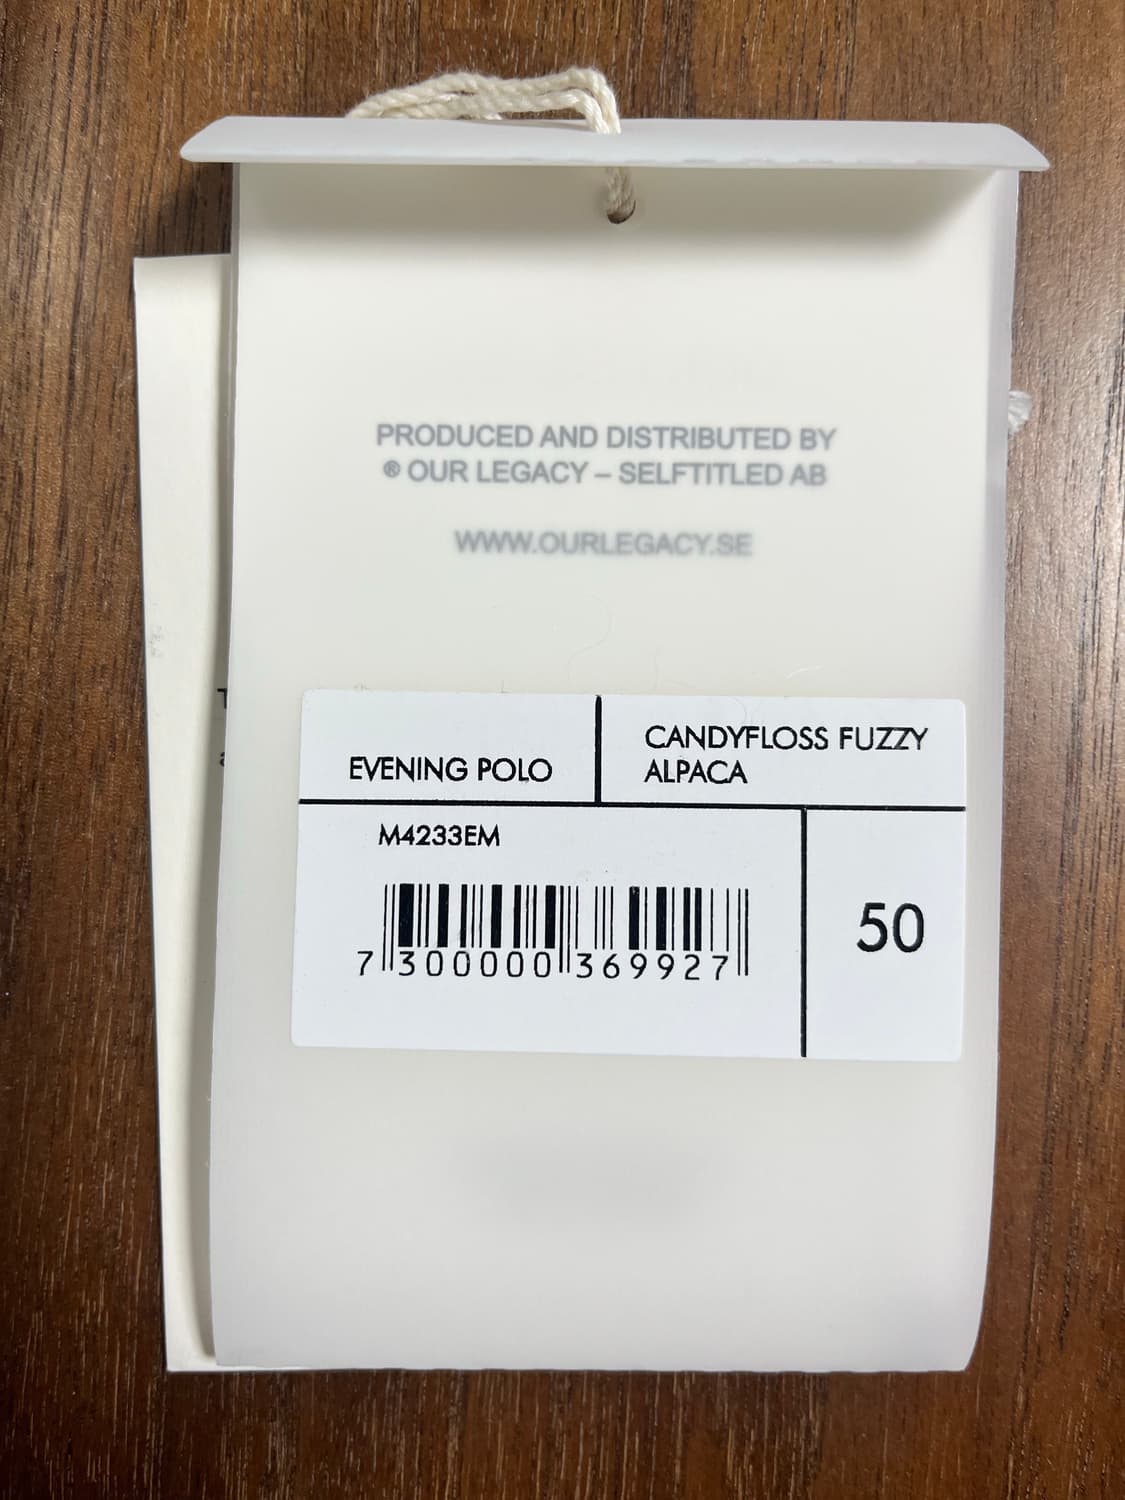 PRODUCED AND DISTRIBUTED BY
® OUR LEGACY – SELFTITLED AB
WWW.OURLEGACY.SE
EVENING POLO
CANDYFLOSS FUZZY
ALPACA
M4233EM
7 300000 369927
50